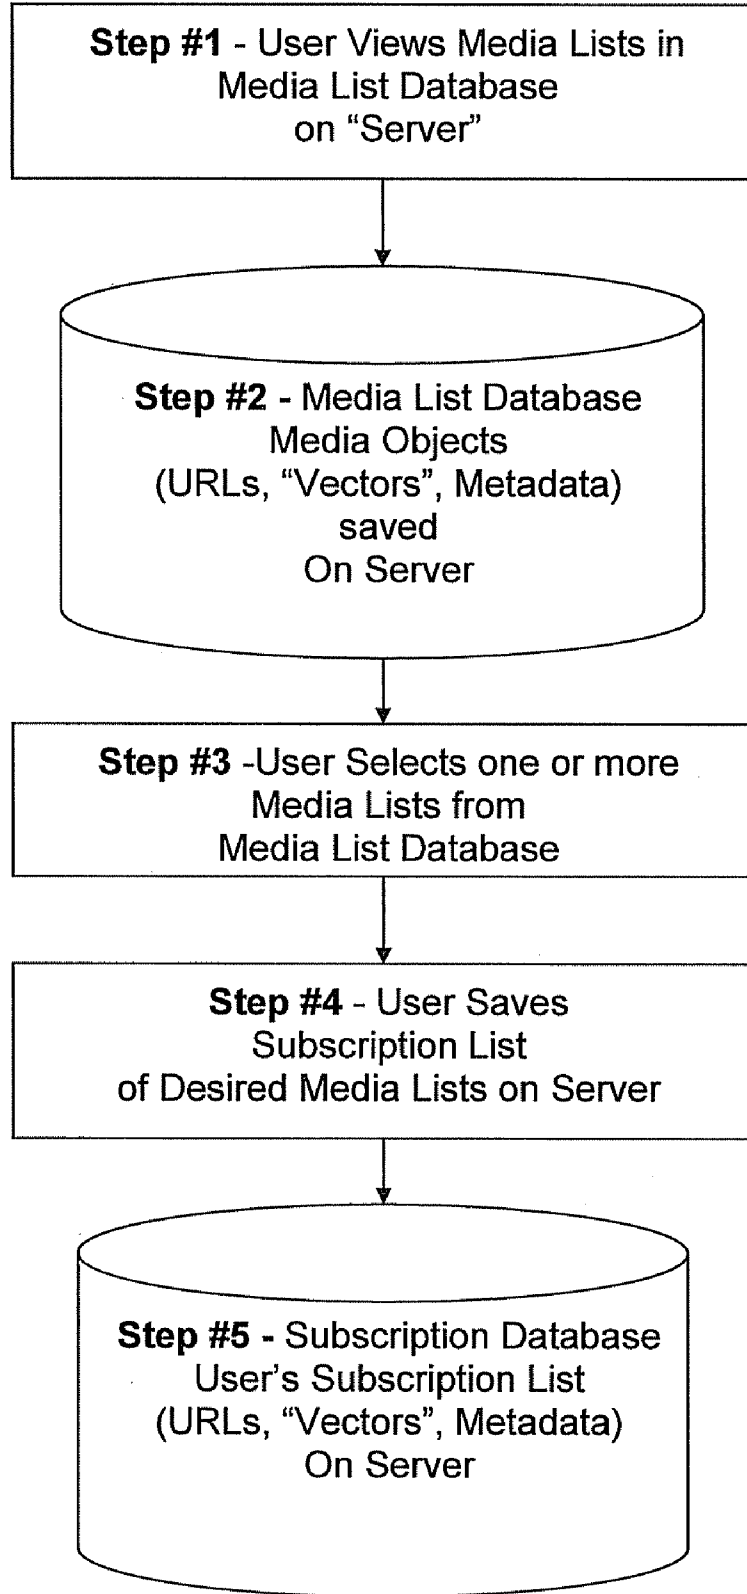 Step #1 - User Views Media Lists in
Media List Database
on “Server”
Step #2 - Media List Database
Media Objects
(URLs, “Vectors”, Metadata)
saved
On Server
Step #3 -User Selects one or more
Media Lists from
Media List Database
Step #4 - User Saves
Subscription List
of Desired Media Lists on Server
Step #5 - Subscription Database
User’s Subscription List
(URLs, “Vectors”, Metadata)
On Server